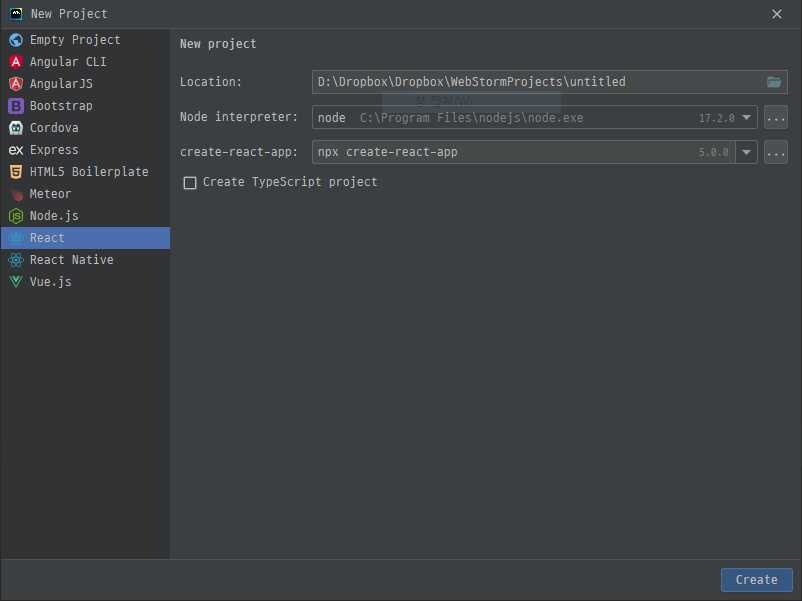 New Project
Empty Project
Angular CLI
AngularJS
Bootstrap
Cordova
Express
HTML5 Boilerplate
Meteor
Node.js
React
React Native
Vue.js
New project
Location: D:\Dropbox\Dropbox\WebStormProjects\untitled
Node interpreter: node C:\Program Files\nodejs\node.exe 17.2.0 ...
create-react-app: npx create-react-app 5.0.0 ...
Create TypeScript project
Create